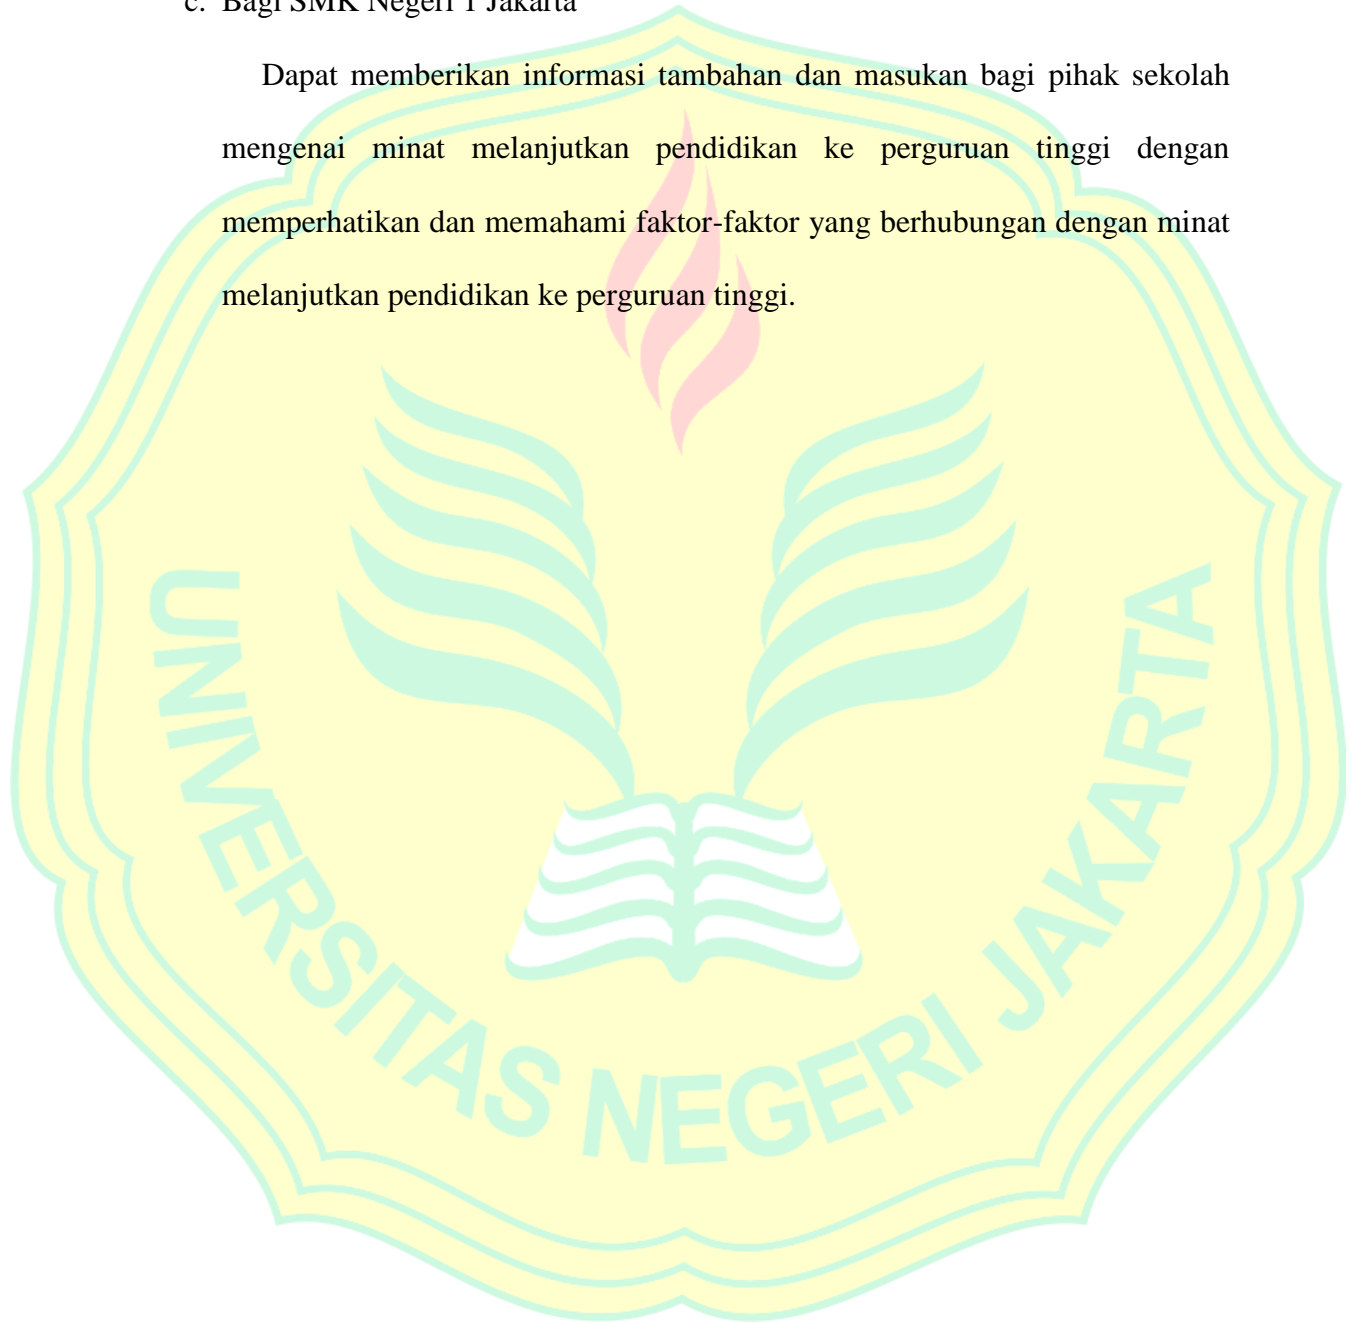 c. Bagi SMK Negeri 1 Jakarta
Dapat memberikan informasi tambahan dan masukan bagi pihak sekolah
mengenai minat melanjutkan pendidikan ke perguruan tinggi dengan
memperhatikan dan memahami faktor-faktor yang berhubungan dengan minat
melanjutkan pendidikan ke perguruan tinggi.
UNIVERSITAS NEGERI JAKARTA